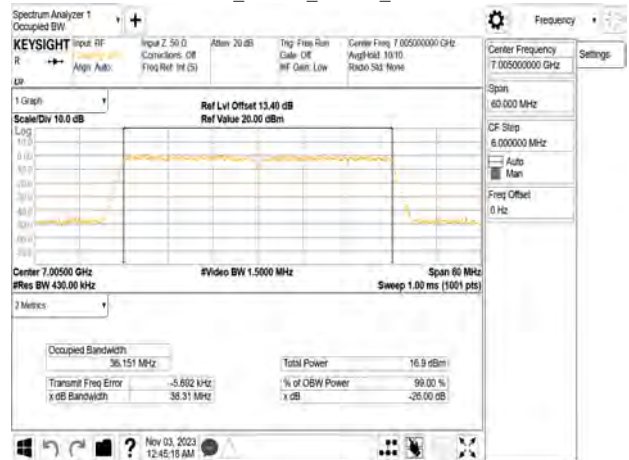 Spectrum Analyzer 1
Occupied BW
Frequency
KEYSIGHT
Input: RF
Input Z: 50 Ω
Atten: 20 dB
Trig: Free Run
Center Freq: 7.005000000 GHz
R
Corrections: Off
Gate: Off
Avg|Hold: 10/10
Align: Auto
Freq Ref: Int (S)
#IF Gain: Low
Radio Std: None
Center Frequency
7.005000000 GHz
Settings
Span
60.000 MHz
CF Step
6.000000 MHz
Auto
Man
Freq Offset
0 Hz
1 Graph
Ref Lvl Offset 13.40 dB
Scale/Div 10.0 dB
Ref Value 20.00 dBm
Log
Center 7.00500 GHz
#Video BW 1.5000 MHz
Span 60 MHz
#Res BW 430.00 kHz
Sweep 1.00 ms (1001 pts)
2 Metrics
Occupied Bandwidth
36.151 MHz
Total Power
16.9 dBm
Transmit Freq Error
-5.692 kHz
% of OBW Power
99.00 %
x dB Bandwidth
38.31 MHz
x dB
-26.00 dB
?
Nov 03, 2023
12:45:18 AM